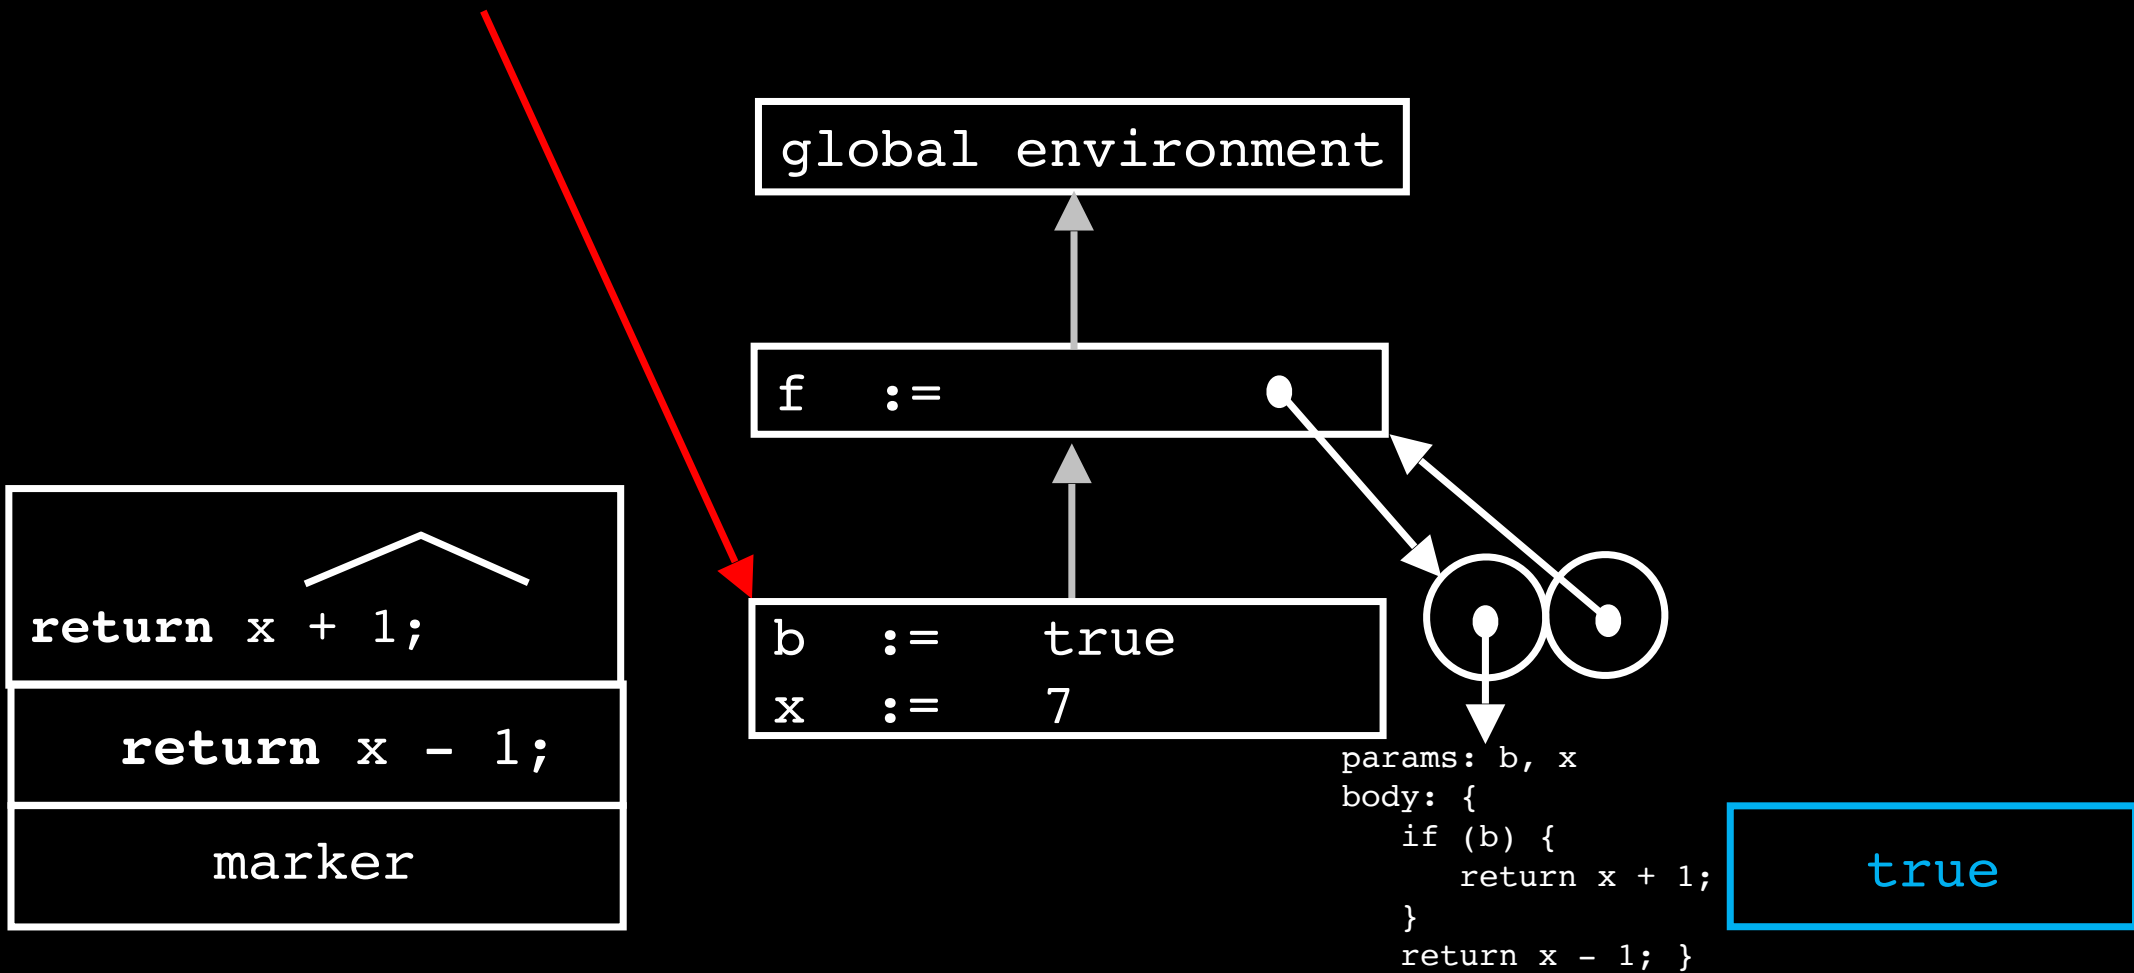 global environment
f :=
return x + 1;
return x - 1;
marker
b := true
x := 7
params: b, x
body: {
if (b) {
return x + 1;
}
return x - 1; }
true